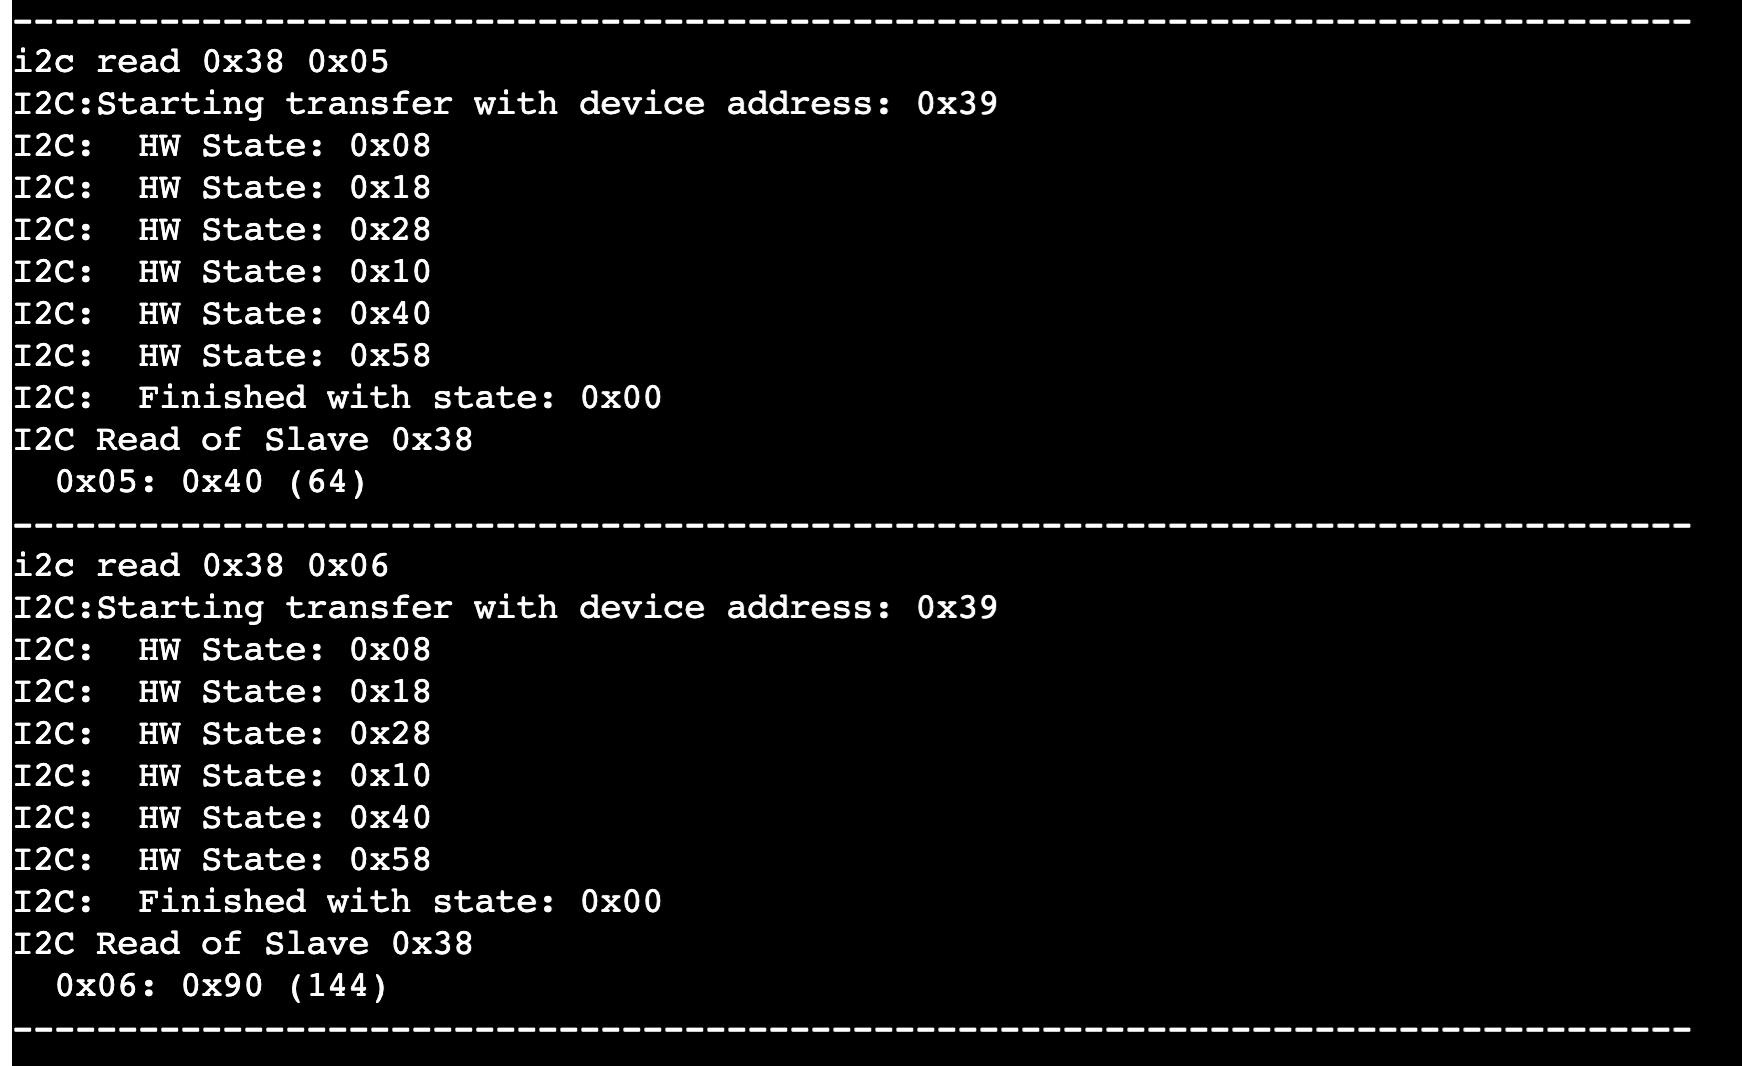 --------------------------------------------------------------------------------
i2c read 0x38 0x05
I2C:Starting transfer with device address: 0x39
I2C:  HW State: 0x08
I2C:  HW State: 0x18
I2C:  HW State: 0x28
I2C:  HW State: 0x10
I2C:  HW State: 0x40
I2C:  HW State: 0x58
I2C:  Finished with state: 0x00
I2C Read of Slave 0x38
  0x05: 0x40 (64)
--------------------------------------------------------------------------------
i2c read 0x38 0x06
I2C:Starting transfer with device address: 0x39
I2C:  HW State: 0x08
I2C:  HW State: 0x18
I2C:  HW State: 0x28
I2C:  HW State: 0x10
I2C:  HW State: 0x40
I2C:  HW State: 0x58
I2C:  Finished with state: 0x00
I2C Read of Slave 0x38
  0x06: 0x90 (144)
--------------------------------------------------------------------------------